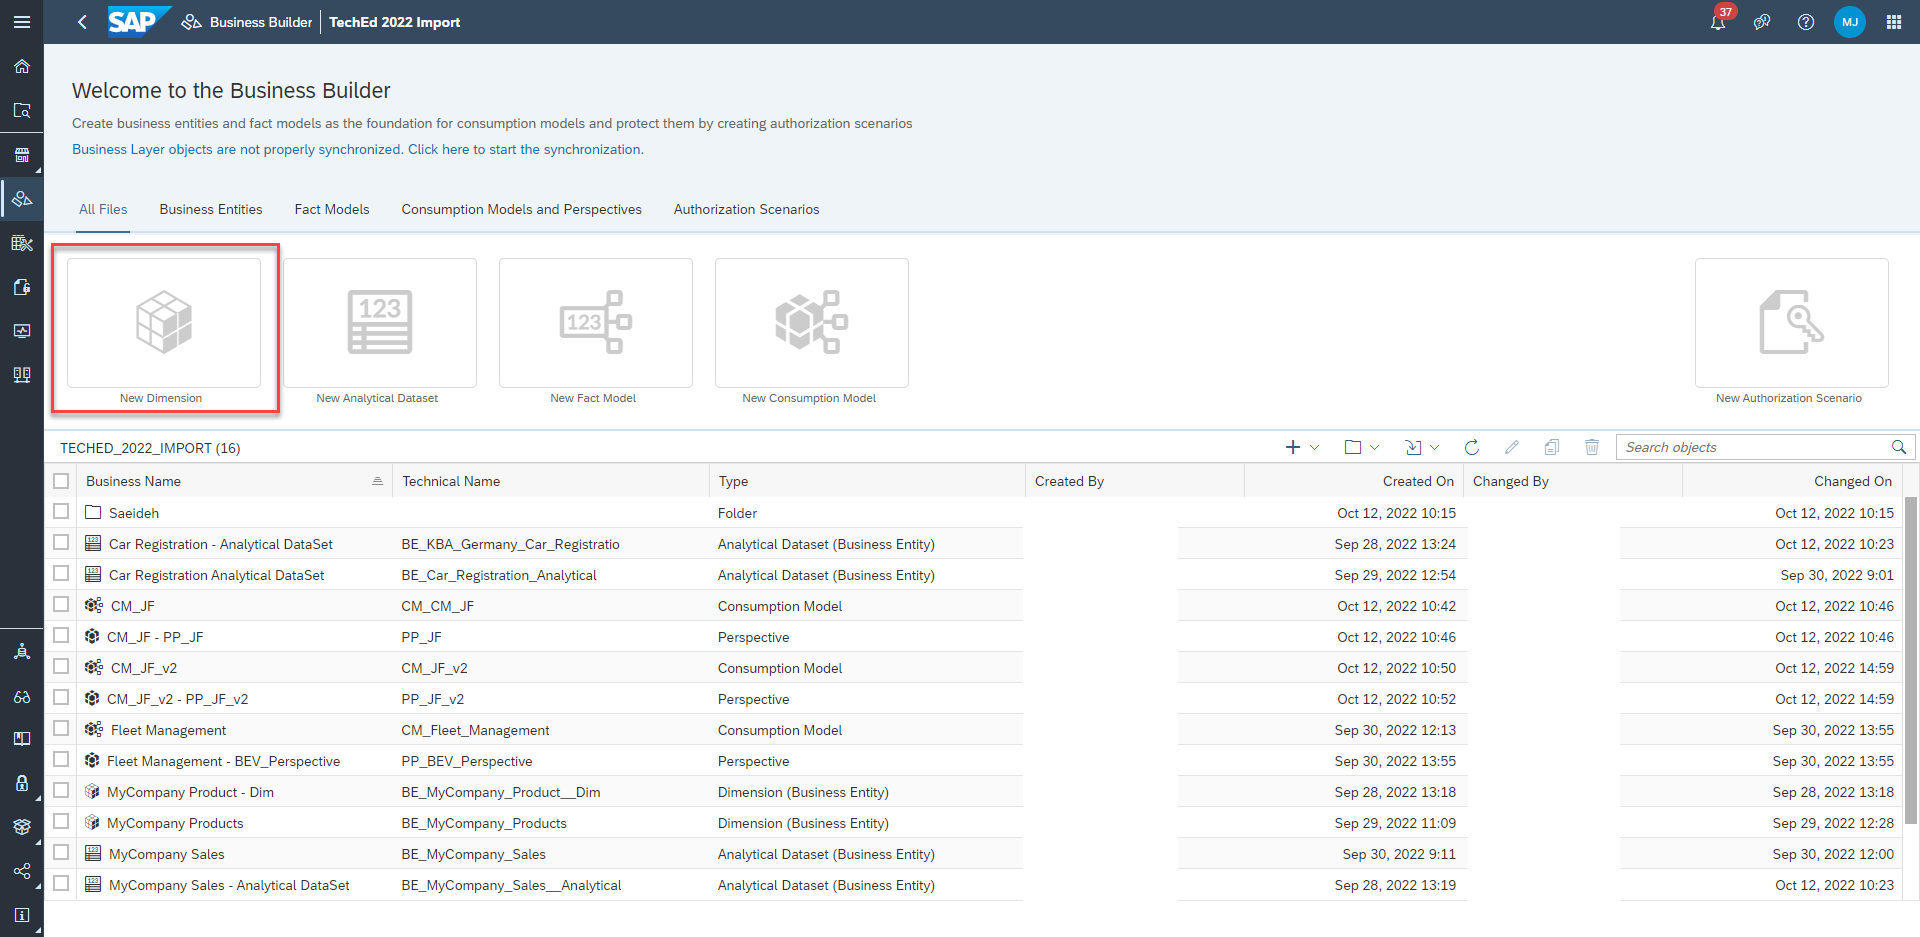 SAP Business Builder TechEd 2022 Import 37 MJ
Welcome to the Business Builder
Create business entities and fact models as the foundation for consumption models and protect them by creating authorization scenarios
Business Layer objects are not properly synchronized. Click here to start the synchronization.
All Files Business Entities Fact Models Consumption Models and Perspectives Authorization Scenarios
123 123
New Dimension New Analytical Dataset New Fact Model New Consumption Model New Authorization Scenario
TECHED_2022_IMPORT (16) Search objects
Business Name Technical Name Type Created By Created On Changed By Changed On
Saeideh Folder Oct 12, 2022 10:15 Oct 12, 2022 10:15
Car Registration - Analytical DataSet BE_KBA_Germany_Car_Registratio Analytical Dataset (Business Entity) Sep 28, 2022 13:24 Oct 12, 2022 10:23
Car Registration Analytical DataSet BE_Car_Registration_Analytical Analytical Dataset (Business Entity) Sep 29, 2022 12:54 Sep 30, 2022 9:01
CM_JF CM_CM_JF Consumption Model Oct 12, 2022 10:42 Oct 12, 2022 10:46
CM_JF - PP_JF PP_JF Perspective Oct 12, 2022 10:46 Oct 12, 2022 10:46
CM_JF_v2 CM_JF_v2 Consumption Model Oct 12, 2022 10:50 Oct 12, 2022 14:59
CM_JF_v2 - PP_JF_v2 PP_JF_v2 Perspective Oct 12, 2022 10:52 Oct 12, 2022 14:59
Fleet Management CM_Fleet_Management Consumption Model Sep 30, 2022 12:13 Sep 30, 2022 13:55
Fleet Management - BEV_Perspective PP_BEV_Perspective Perspective Sep 30, 2022 13:55 Sep 30, 2022 13:55
MyCompany Product - Dim BE_MyCompany_Product__Dim Dimension (Business Entity) Sep 28, 2022 13:18 Sep 28, 2022 13:18
MyCompany Products BE_MyCompany_Products Dimension (Business Entity) Sep 29, 2022 11:09 Sep 29, 2022 12:28
MyCompany Sales BE_MyCompany_Sales Analytical Dataset (Business Entity) Sep 30, 2022 9:11 Sep 30, 2022 12:00
MyCompany Sales - Analytical DataSet BE_MyCompany_Sales__Analytical Analytical Dataset (Business Entity) Sep 28, 2022 13:19 Oct 12, 2022 10:23